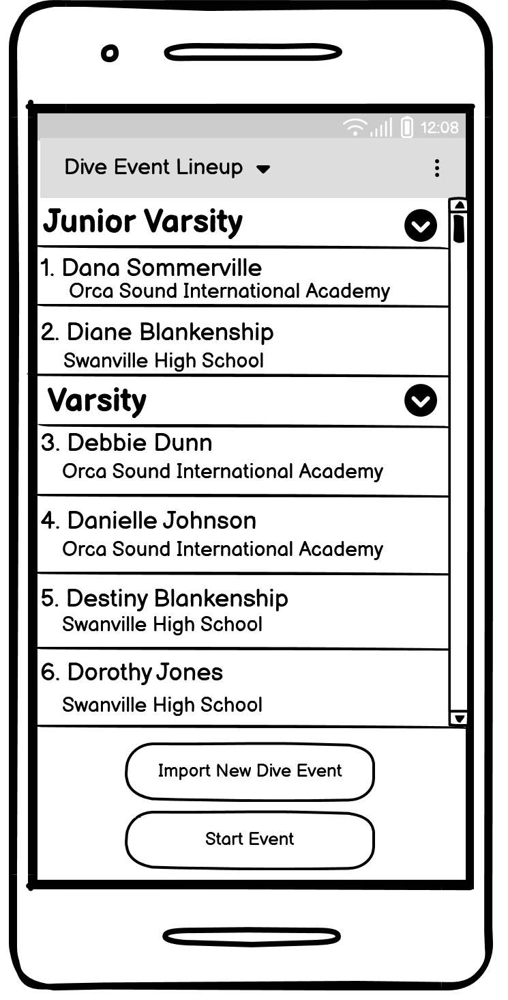 12:08
Dive Event Lineup
Junior Varsity
1. Dana Sommerville
Orca Sound International Academy
2. Diane Blankenship
Swanville High School
Varsity
3. Debbie Dunn
Orca Sound International Academy
4. Danielle Johnson
Orca Sound International Academy
5. Destiny Blankenship
Swanville High School
6. Dorothy Jones
Swanville High School
Import New Dive Event
Start Event